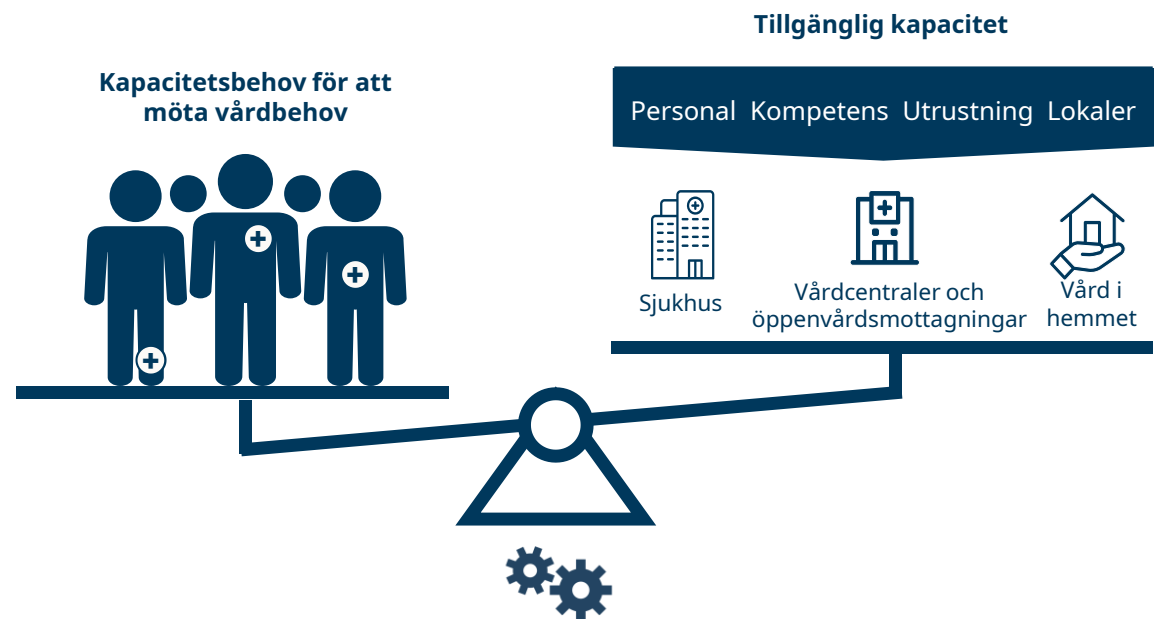 Kapacitetsbehov för att
möta vårdbehov
Tillgänglig kapacitet
Personal Kompetens Utrustning Lokaler
Sjukhus
Vårdcentraler och
öppenvårdsmottagningar
Vård i
hemmet